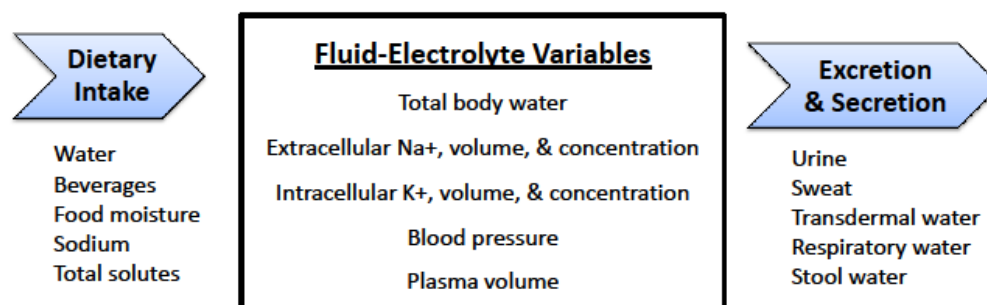 Dietary
Intake
Water
Beverages
Food moisture
Sodium
Total solutes
Fluid-Electrolyte Variables
Total body water
Extracellular Na+, volume, & concentration
Intracellular K+, volume, & concentration
Blood pressure
Plasma volume
Excretion
& Secretion
Urine
Sweat
Transdermal water
Respiratory water
Stool water